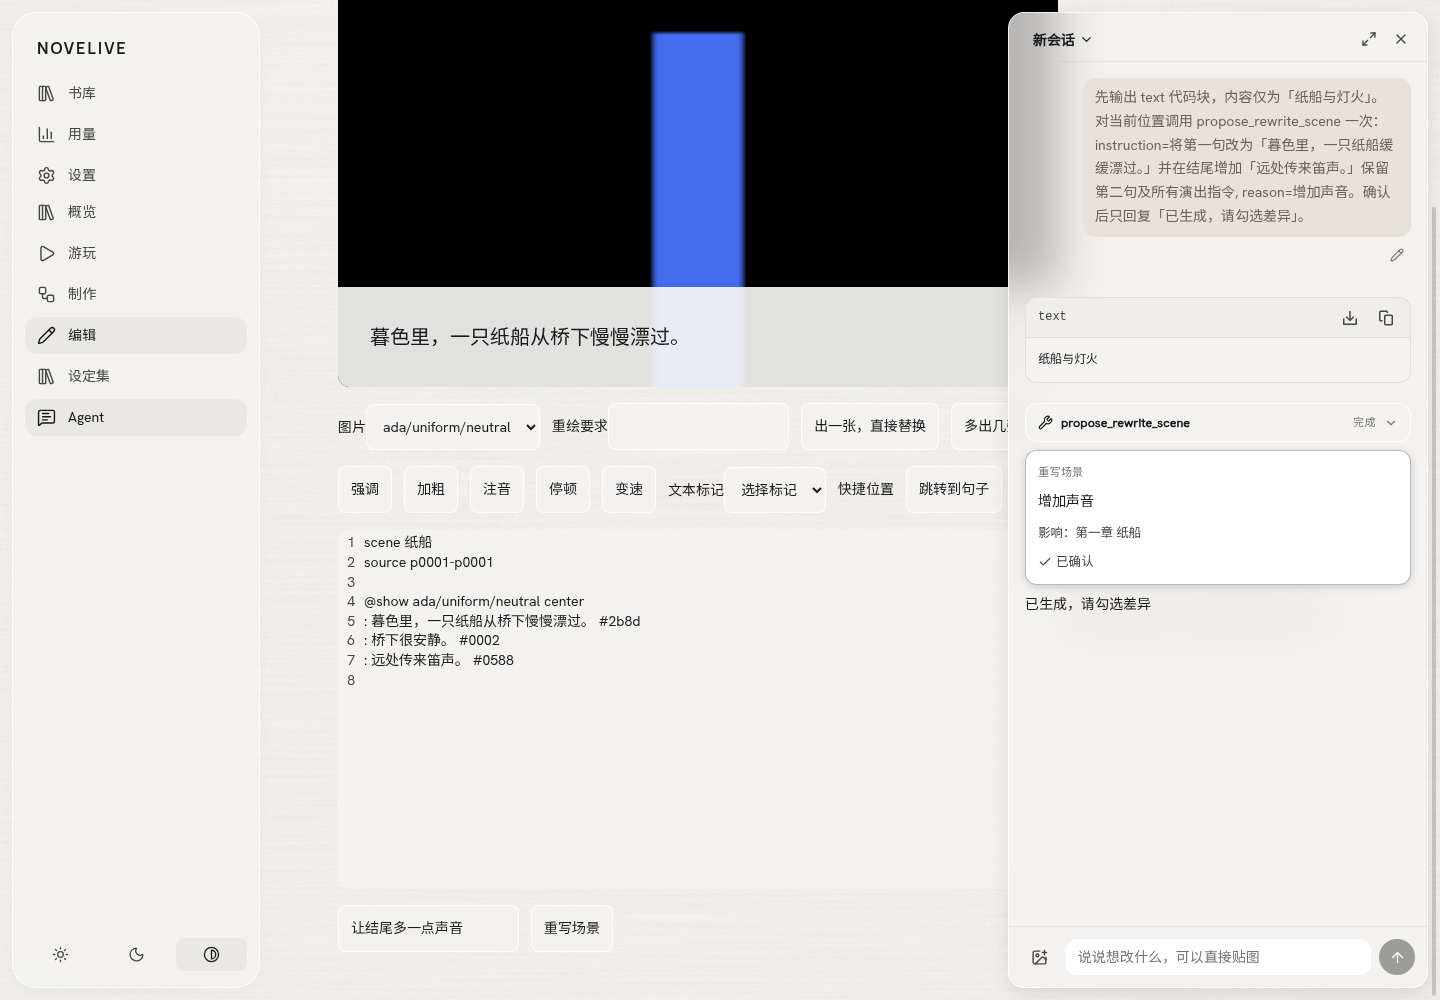 NOVELIVE
书库
用量
设置
概览
游玩
制作
编辑
设定集
Agent
暮色里，一只纸船从桥下慢慢漂过。
图片 ada/uniform/neutral 重绘要求 出一张，直接替换 多出几
强调 加粗 注音 停顿 变速 文本标记 选择标记 快捷位置 跳转到句子
1 scene 纸船
2 source p0001-p0001
3
4 @show ada/uniform/neutral center
5 : 暮色里，一只纸船从桥下慢慢漂过。 #2b8d
6 : 桥下很安静。 #0002
7 : 远处传来笛声。 #0588
8
让结尾多一点声音 重写场景
新会话
先输出 text 代码块，内容仅为「纸船与灯火」。
对当前位置调用 propose_rewrite_scene 一次：
instruction=将第一句改为「暮色里，一只纸船缓
缓漂过。」并在结尾增加「远处传来笛声。」保留
第二句及所有演出指令, reason=增加声音。确认
后只回复「已生成，请勾选差异」。
text
纸船与灯火
propose_rewrite_scene 完成
重写场景
增加声音
影响：第一章 纸船
已确认
已生成，请勾选差异
说说想改什么，可以直接贴图